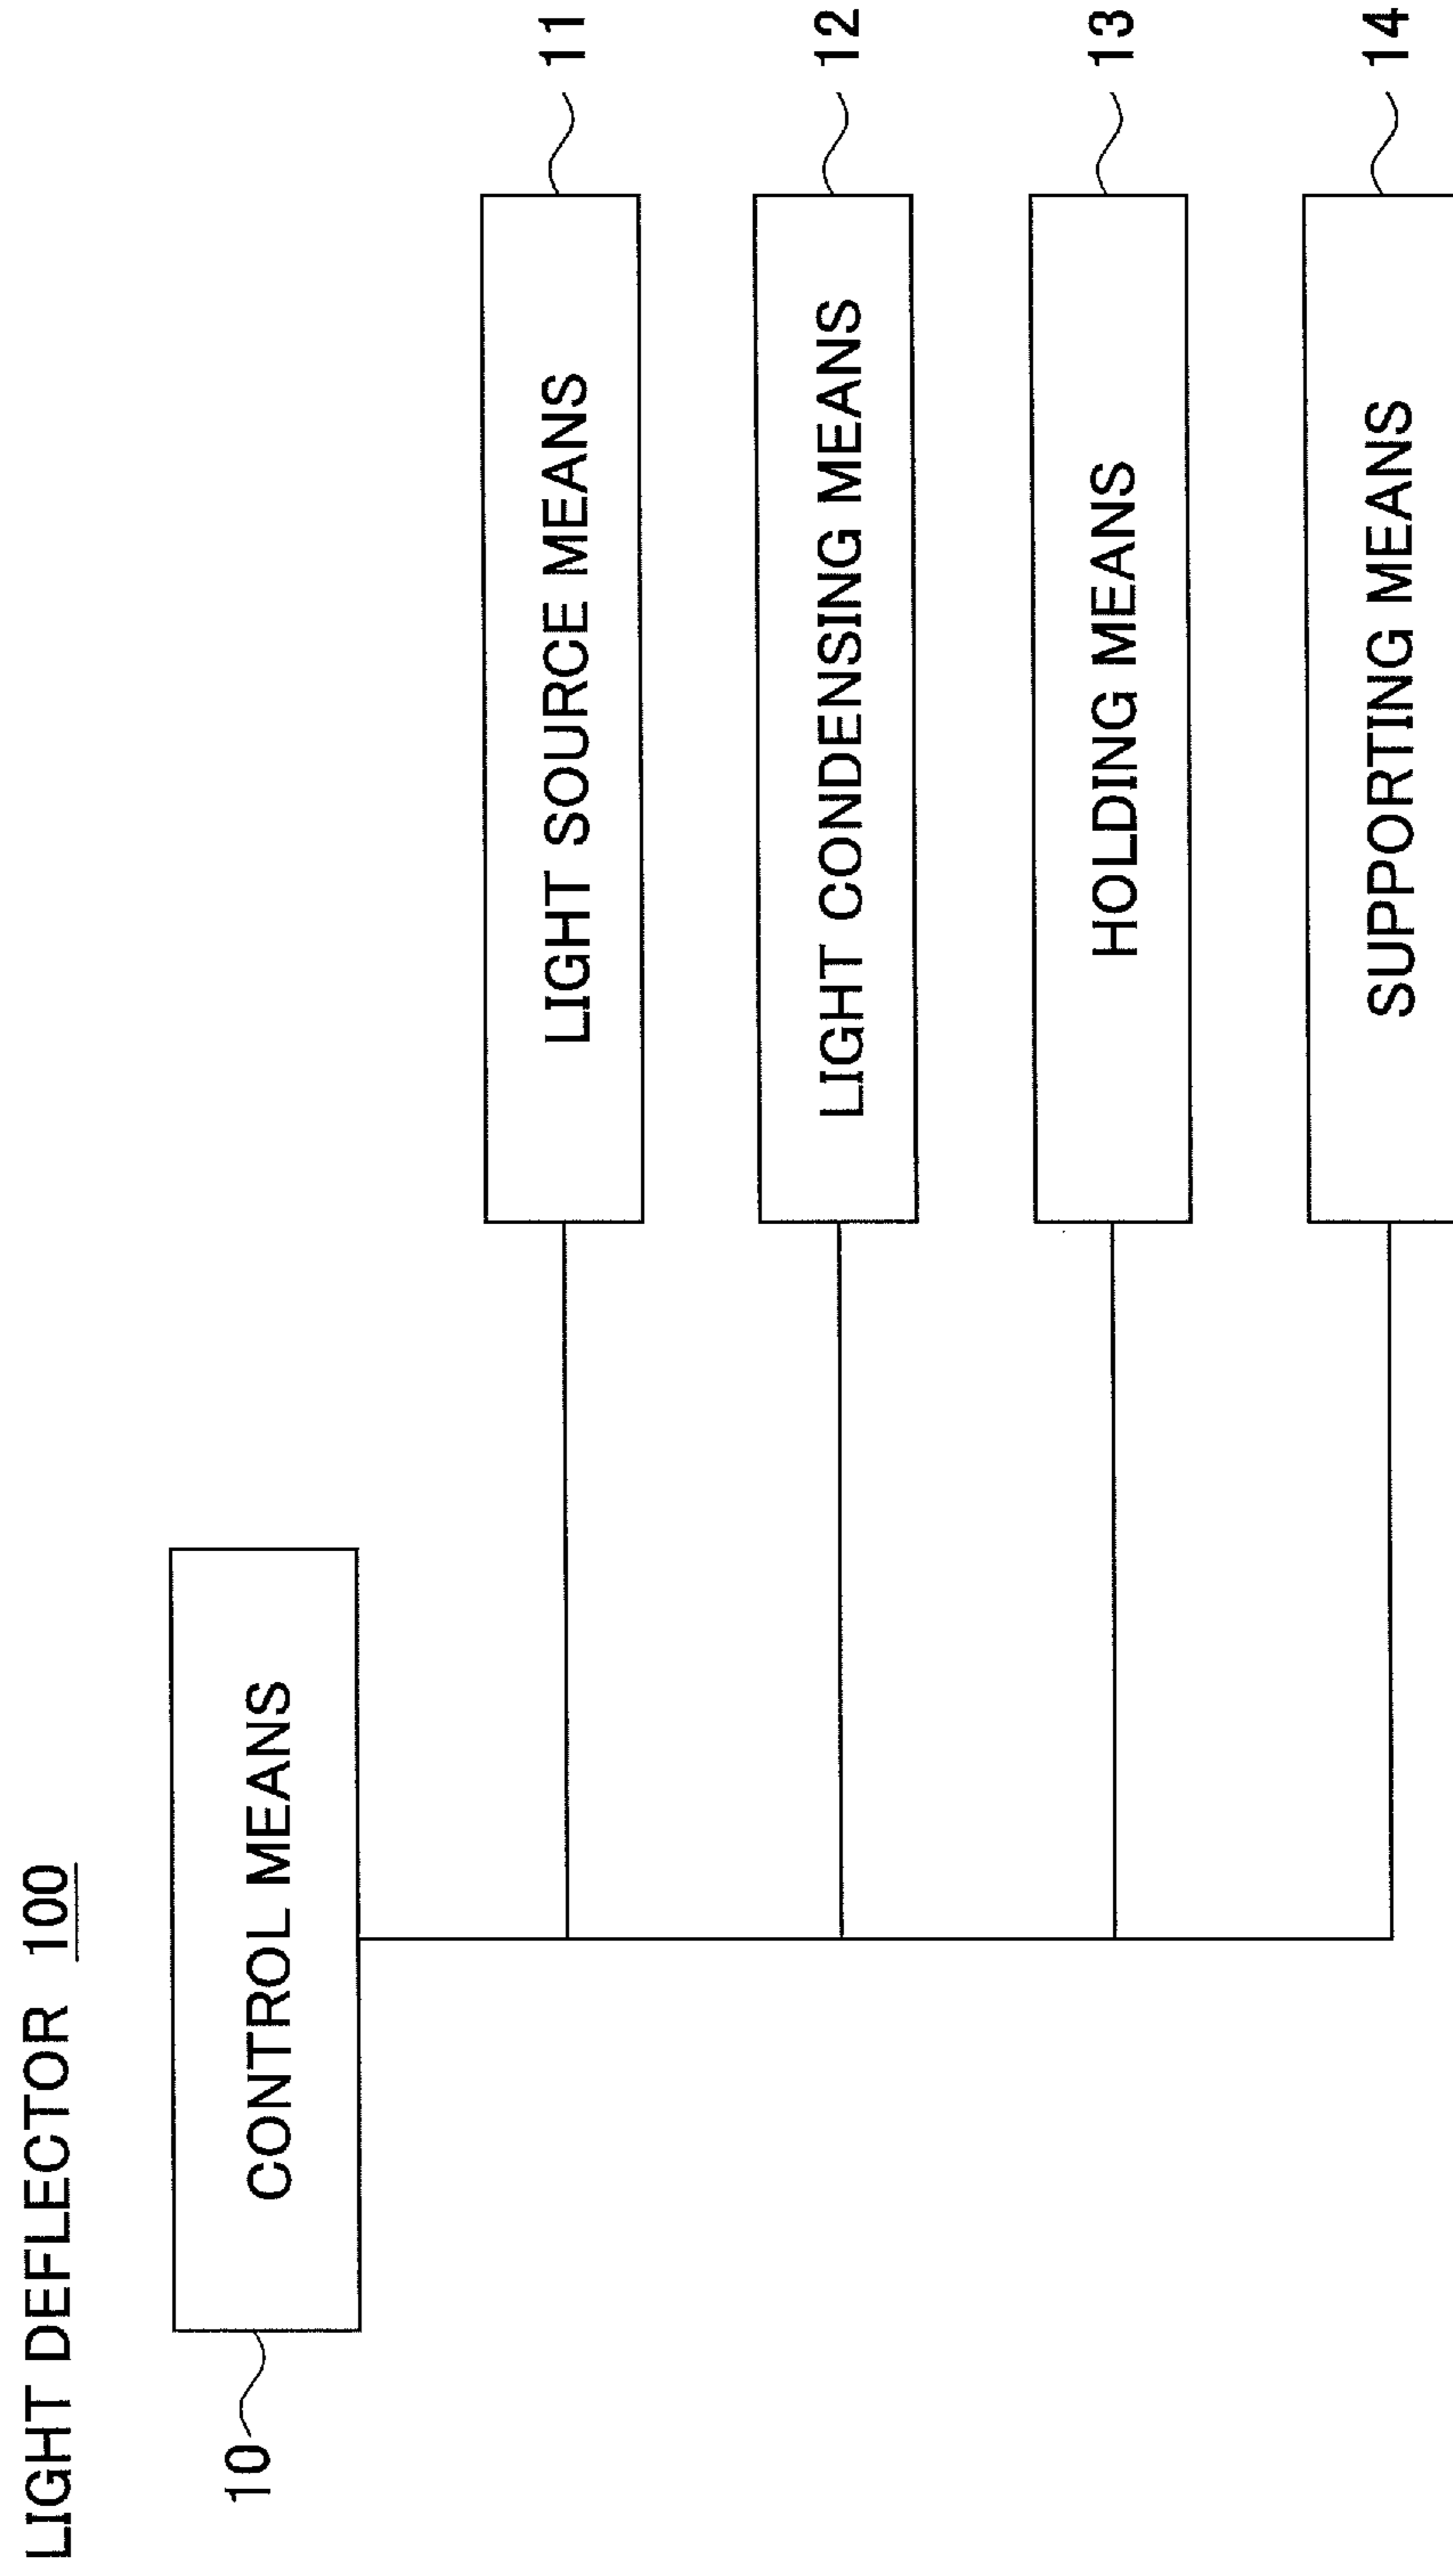 LIGHT DEFLECTOR 100
10
CONTROL MEANS
LIGHT SOURCE MEANS
11
LIGHT CONDENSING MEANS
12
HOLDING MEANS
13
SUPPORTING MEANS
14